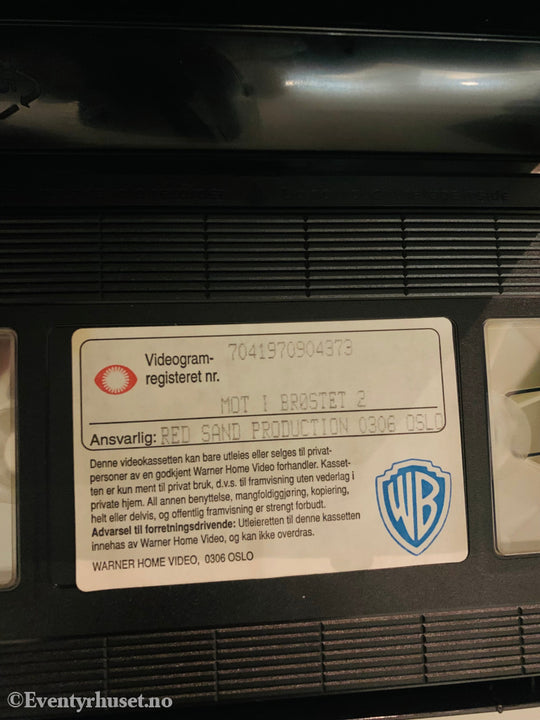 Videogram-
registeret nr.
7041970904373
MOT I BRØSTET 2
Ansvarlig: RED SAND PRODUCTION 0306 OSLO
Denne videokassetten kan bare utleies eller selges til privat-
personer av en godkjent Warner Home Video forhandler. Kasset-
ten er kun ment til privat bruk, d.v.s. til framvisning uten vederlag i
private hjem. All annen benyttelse, mangfoldiggjøring, kopiering,
helt eller delvis, og offentlig framvisning er strengt forbudt.
Advarsel til forretningsdrivende: Utleieretten til denne kassetten
innehas av Warner Home Video, og kan ikke overdras.
WARNER HOME VIDEO, 0306 OSLO
WB
©Eventyrhuset.no